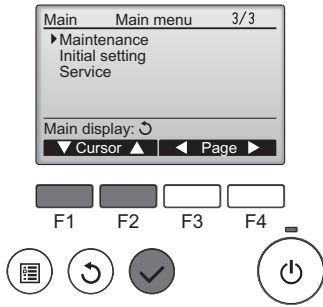 Main Main menu 3/3
Maintenance
Initial setting
Service
Main display:
Cursor Page
F1 F2 F3 F4